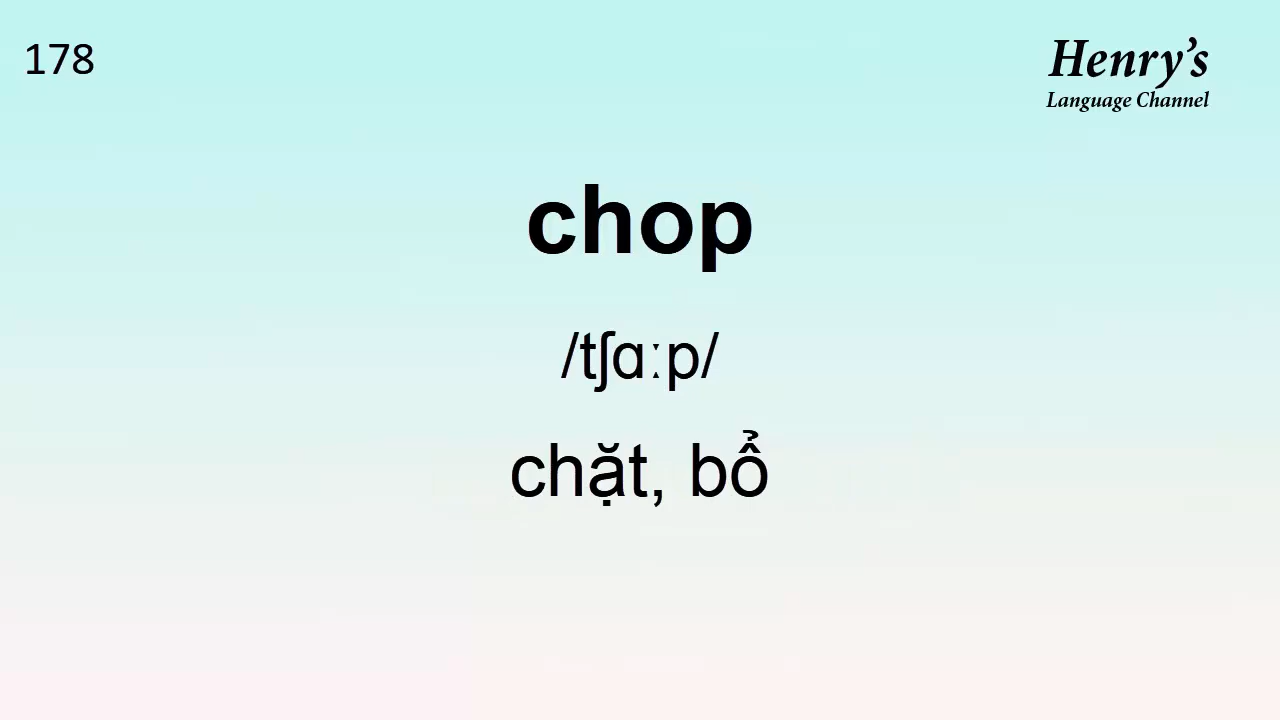 178
Henry’s
Language Channel
chop
/tʃɑːp/
chặt, bổ